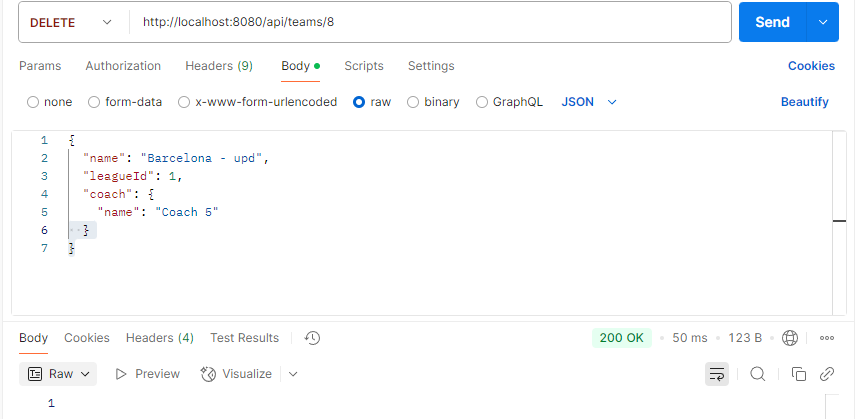 DELETE http://localhost:8080/api/teams/8 Send
Params Authorization Headers (9) Body Scripts Settings Cookies
none form-data x-www-form-urlencoded raw binary GraphQL JSON Beautify
1 {
2 "name": "Barcelona - upd",
3 "leagueId": 1,
4 "coach": {
5 "name": "Coach 5"
6 }
7 }
Body Cookies Headers (4) Test Results 200 OK • 50 ms • 123 B
Raw Preview Visualize
1